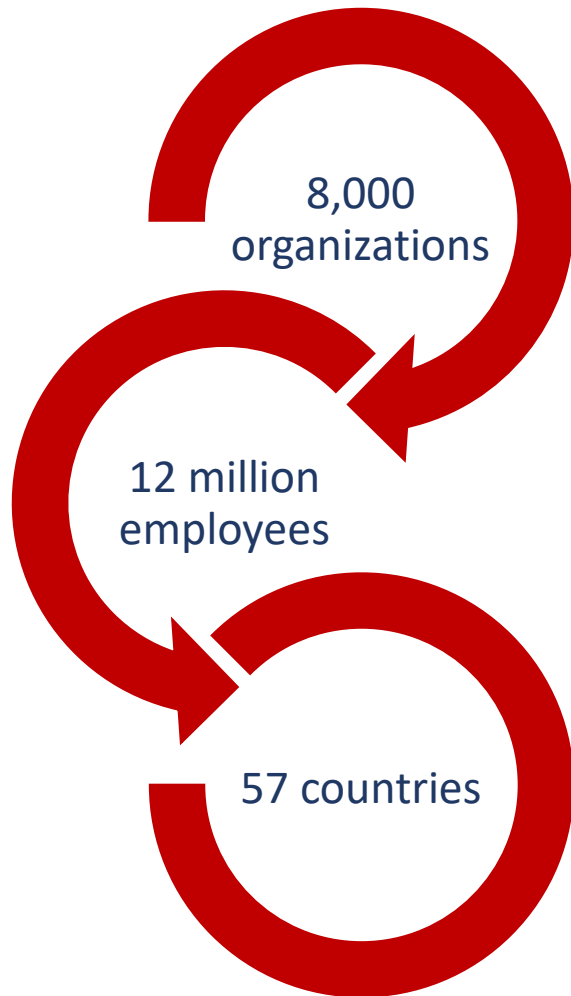 8,000
organizations
12 million
employees
57 countries